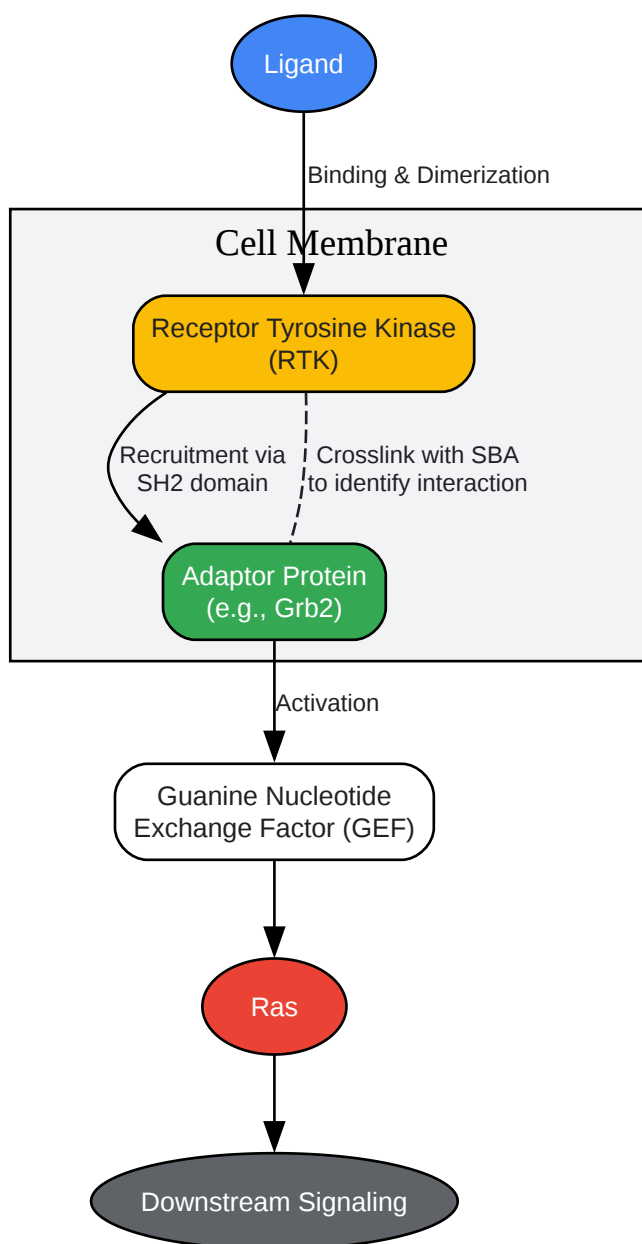 Ligand
Binding & Dimerization
Cell Membrane
Receptor Tyrosine Kinase
(RTK)
Recruitment via
SH2 domain
Crosslink with SBA
to identify interaction
Adaptor Protein
(e.g., Grb2)
Activation
Guanine Nucleotide
Exchange Factor (GEF)
Ras
Downstream Signaling